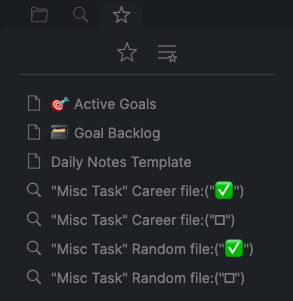 🎯 Active Goals
🗃️ Goal Backlog
Daily Notes Template
"Misc Task" Career file:("✅")
"Misc Task" Career file:("◻")
"Misc Task" Random file:("✅")
"Misc Task" Random file:("◻")